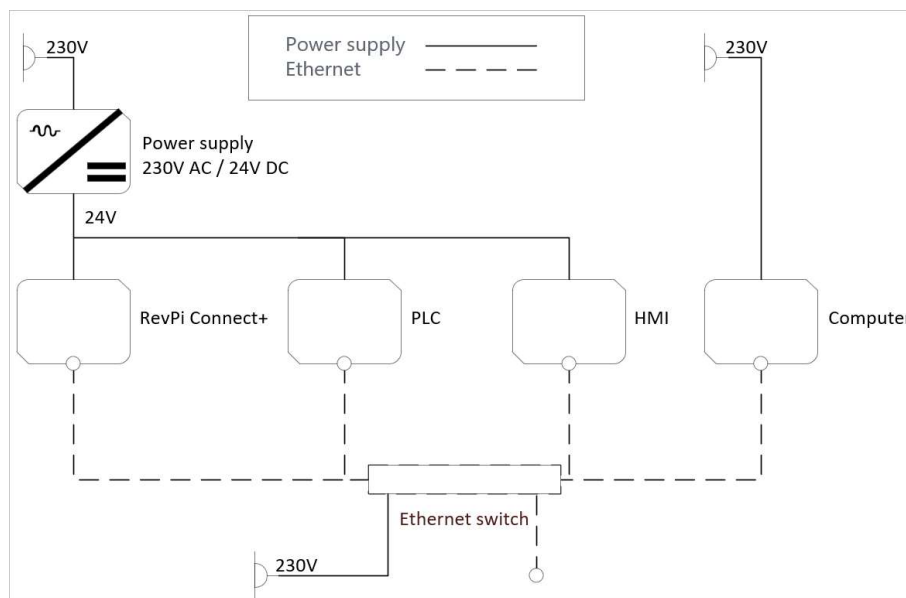 230V
Power supply
Ethernet
230V
Power supply
230V AC / 24V DC
24V
RevPi Connect+
PLC
HMI
Computer
Ethernet switch
230V